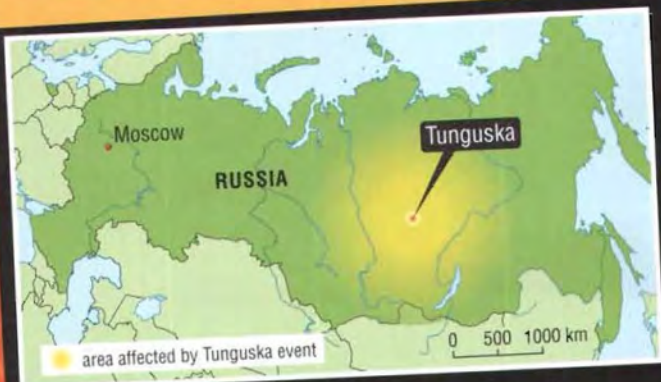 Moscow
Tunguska
RUSSIA
0 500 1000 km
area affected by Tunguska event